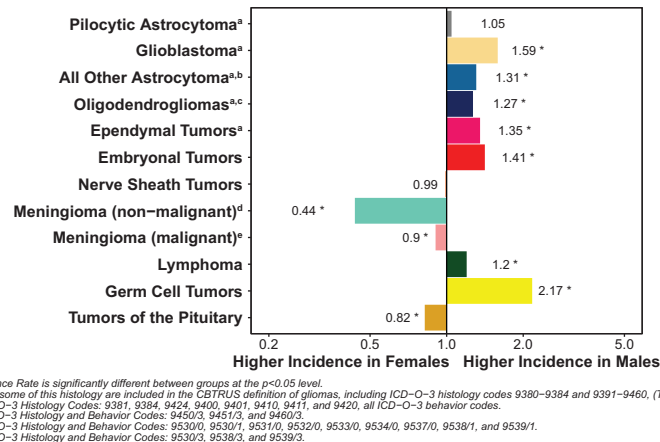 Pilocytic Astrocytomaᵃ 1.05
Glioblastomaᵃ 1.59 *
All Other Astrocytomaᵃ,ᵇ 1.31 *
Oligodendrogliomasᵃ,ᶜ 1.27 *
Ependymal Tumorsᵃ 1.35 *
Embryonal Tumors 1.41 *
Nerve Sheath Tumors 0.99
Meningioma (non−malignant)ᵈ 0.44 *
Meningioma (malignant)ᵉ 0.9 *
Lymphoma 1.2 *
Germ Cell Tumors 2.17 *
Tumors of the Pituitary 0.82 *
0.2 0.5 1.0 2.0 5.0
Higher Incidence in Females Higher Incidence in Males
Rate is significantly different between groups at the p<0.05 level.
some of this histology are included in the CBTRUS definition of gliomas, including ICD−O−3 histology codes 9380−9384 and 9391−9460,
−3 Histology Codes: 9381, 9384, 9424, 9400, 9401, 9410, 9411, and 9420, all ICD−O−3 behavior codes.
−3 Histology and Behavior Codes: 9450/3, 9451/3, and 9460/3.
−3 Histology and Behavior Codes: 9530/0, 9530/1, 9531/0, 9532/0, 9533/0, 9534/0, 9537/0, 9538/1, and 9539/1.
−3 Histology and Behavior Codes: 9530/3, 9538/3, and 9539/3.